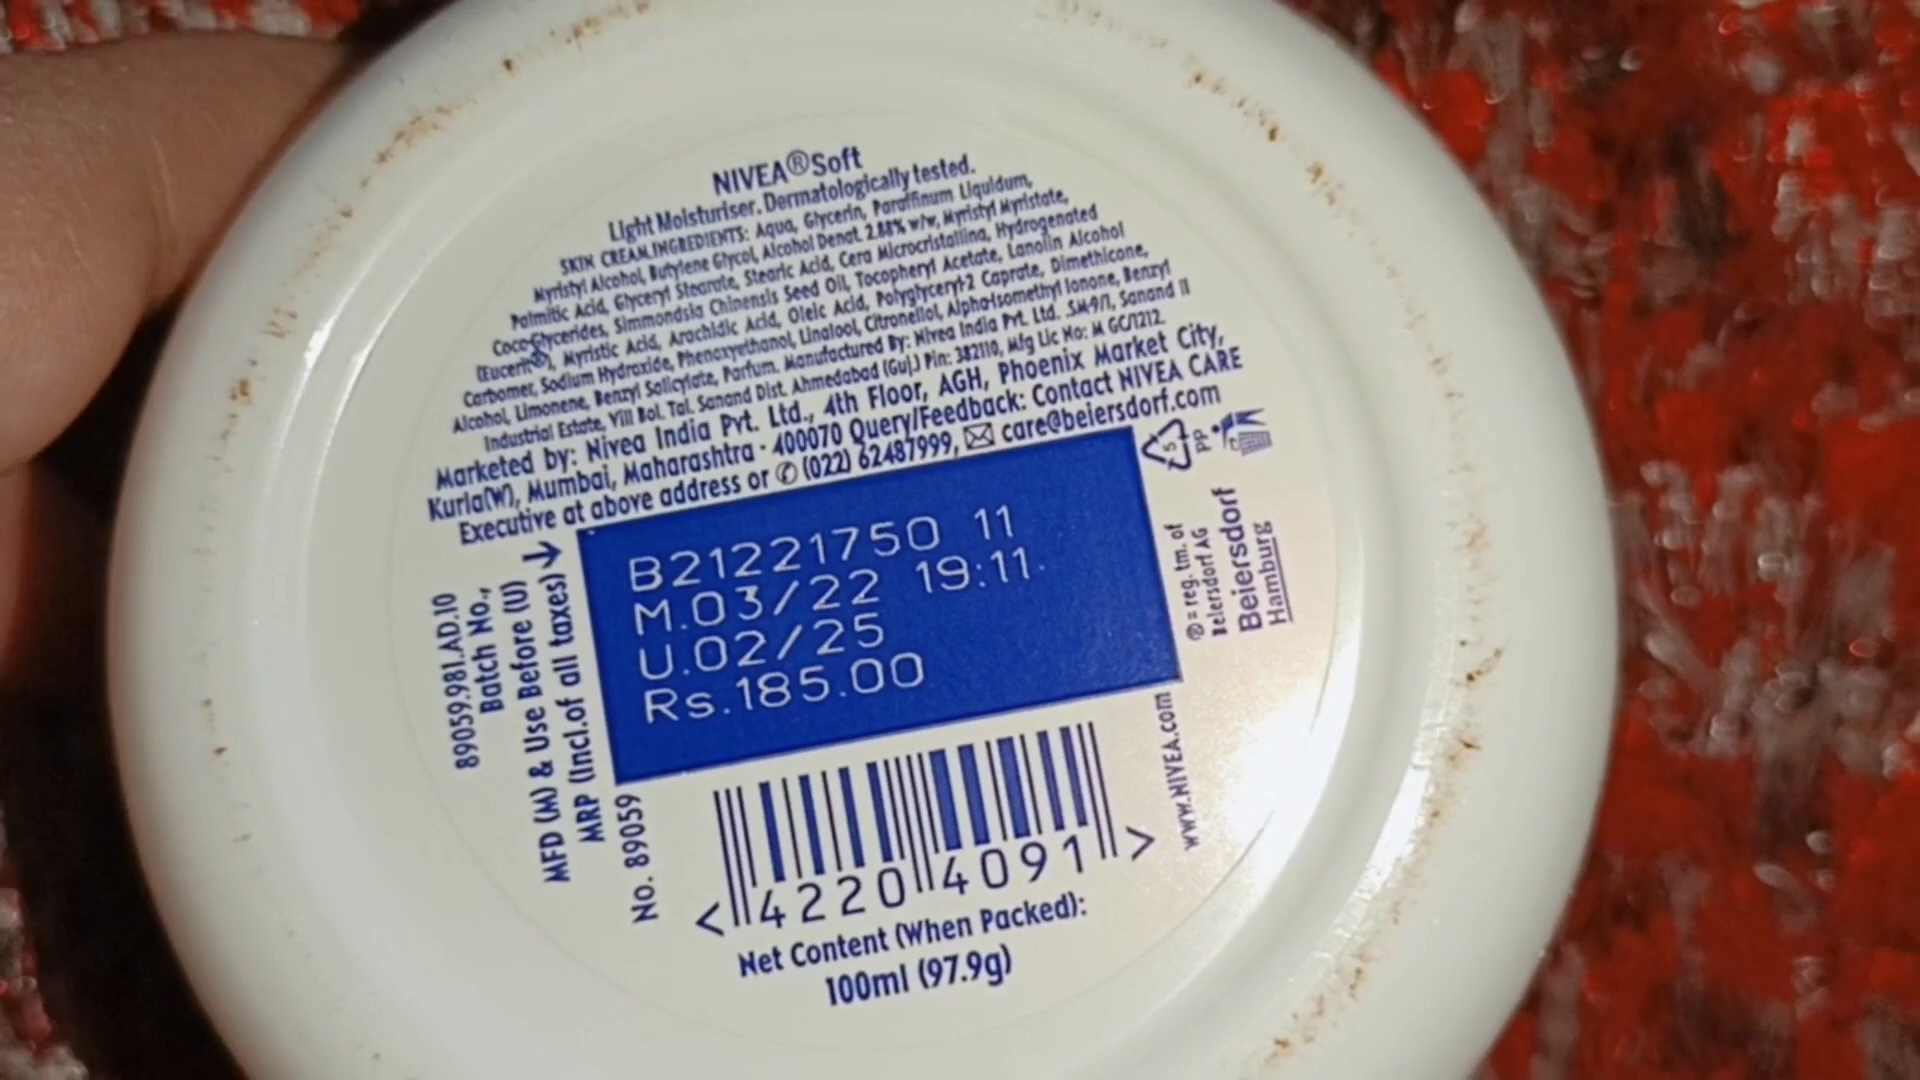 NIVEA®Soft
Light Moisturiser. Dermatologically tested.
SKIN CREAM.INGREDIENTS: Aqua, Glycerin, Paraffinum Liquidum,
Myristyl Alcohol, Butylene Glycol, Alcohol Denat. 2.88% w/w, Myristyl Myristate,
Palmitic Acid, Glyceryl Stearate, Stearic Acid, Cera Microcristallina, Hydrogenated
Coco-Glycerides, Simmondsia Chinensis Seed Oil, Tocopheryl Acetate, Lanolin Alcohol
(Eucerit®), Myristic Acid, Arachidic Acid, Oleic Acid, Polyglyceryl-2 Caprate, Dimethicone,
Carbomer, Sodium Hydroxide, Phenoxyethanol, Linalool, Citronellol, Alpha-Isomethyl Ionone, Benzyl
Alcohol, Limonene, Benzyl Salicylate, Parfum. Manufactured By: Nivea India Pvt. Ltd. .SM-9/1, Sanand II
Industrial Estate, Vill Bol. Tal. Sanand Dist. Ahmedabad (Guj.) Pin: 382110, Mfg Lic No: M GC/1212
Marketed by: Nivea India Pvt. Ltd., 4th Floor, AGH, Phoenix Market City,
Kurla(W), Mumbai, Maharashtra - 400070 Query/Feedback: Contact NIVEA CARE
Executive at above address or ✆ (022) 62487999, ✉ care@beiersdorf.com
89059.981.AD.10
Batch No.,
MFD (M) & Use Before (U)
MRP (Incl.of all taxes)
B21221750 11
M.03/22 19:11
U.02/25
Rs.185.00
5
PP
®= reg. tm. of
Beiersdorf AG
Beiersdorf
Hamburg
www.NIVEA.com
No. 89059
<4220 4091>
Net Content (When Packed):
100ml (97.9g)